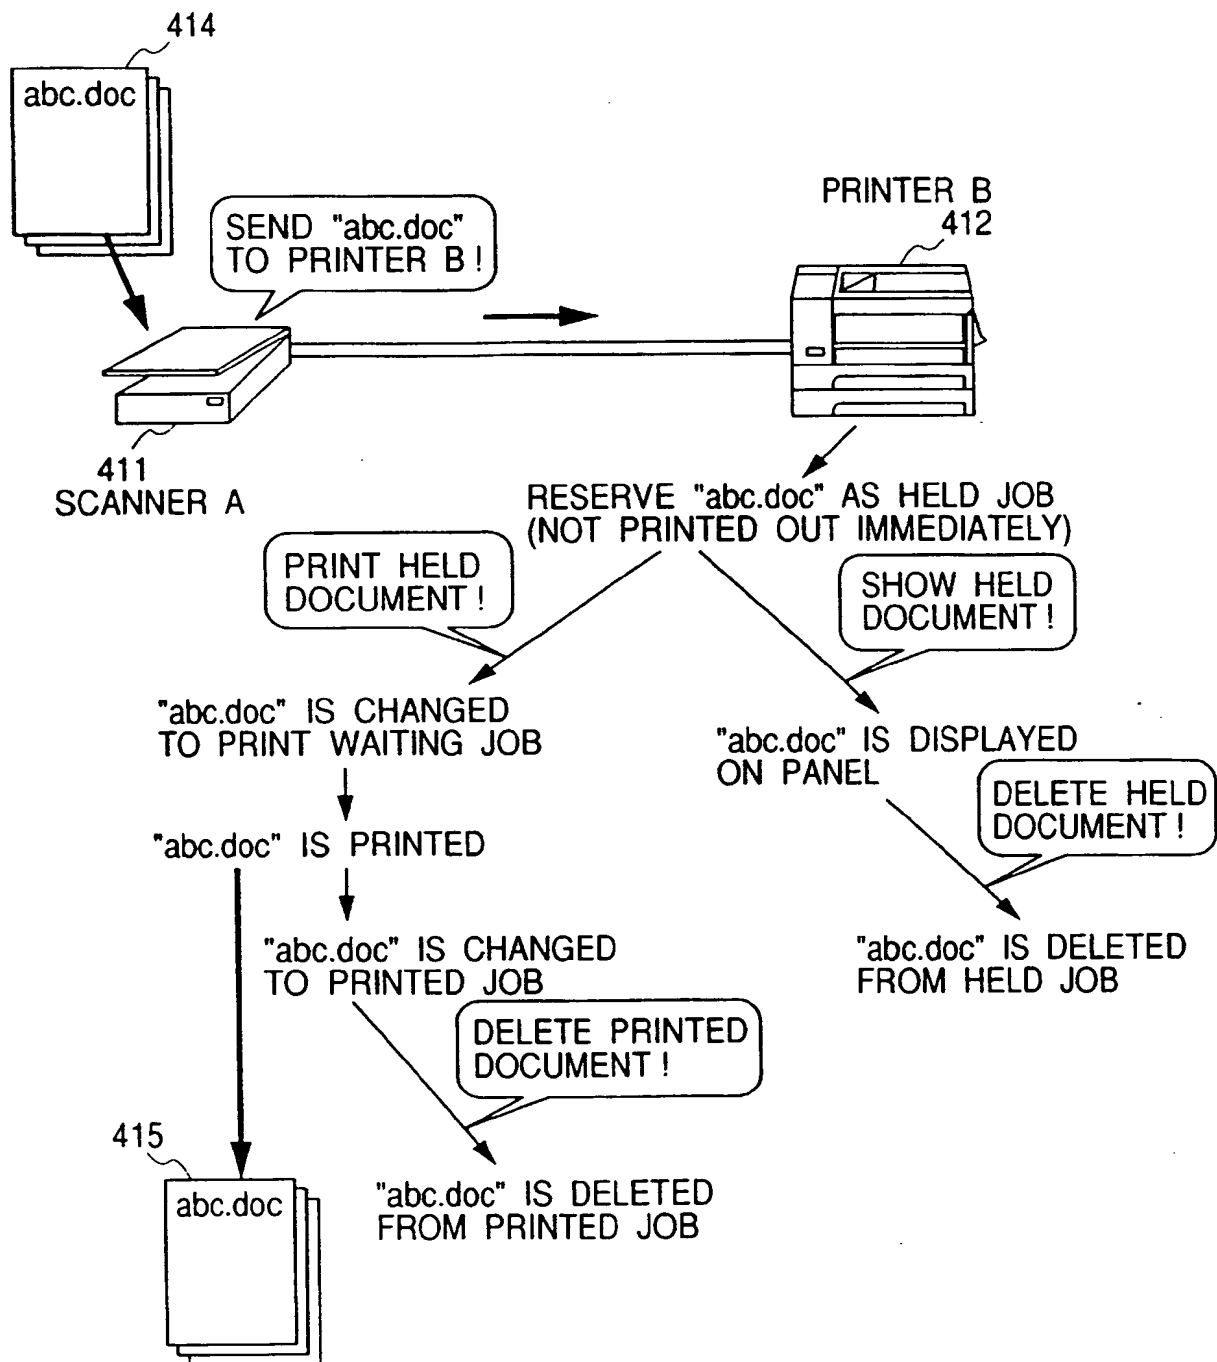 414
abc.doc
SEND "abc.doc"
TO PRINTER B !
PRINTER B
412
411
SCANNER A
RESERVE "abc.doc" AS HELD JOB
(NOT PRINTED OUT IMMEDIATELY)
PRINT HELD
DOCUMENT !
SHOW HELD
DOCUMENT !
"abc.doc" IS CHANGED
TO PRINT WAITING JOB
"abc.doc" IS DISPLAYED
ON PANEL
DELETE HELD
DOCUMENT !
"abc.doc" IS PRINTED
"abc.doc" IS CHANGED
TO PRINTED JOB
"abc.doc" IS DELETED
FROM HELD JOB
DELETE PRINTED
DOCUMENT !
415
abc.doc
"abc.doc" IS DELETED
FROM PRINTED JOB